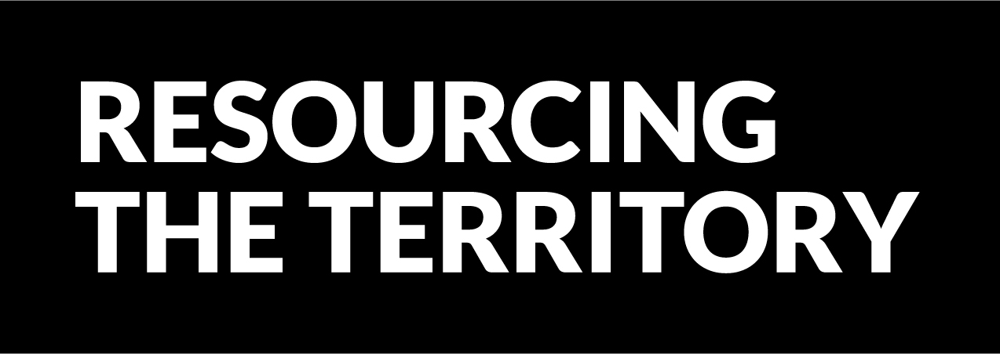 RESOURCING
THE TERRITORY